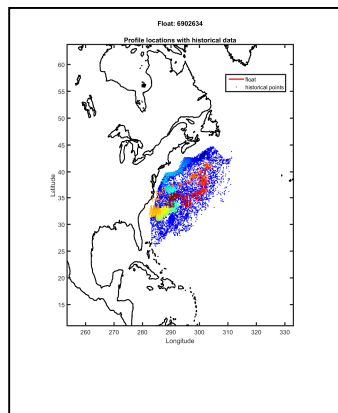 Float: 6902634
Profile locations with historical data
float
historical points
60
55
50
45
40
35
30
25
20
15
260 270 280 290 300 310 320 330
Latitude
Longitude